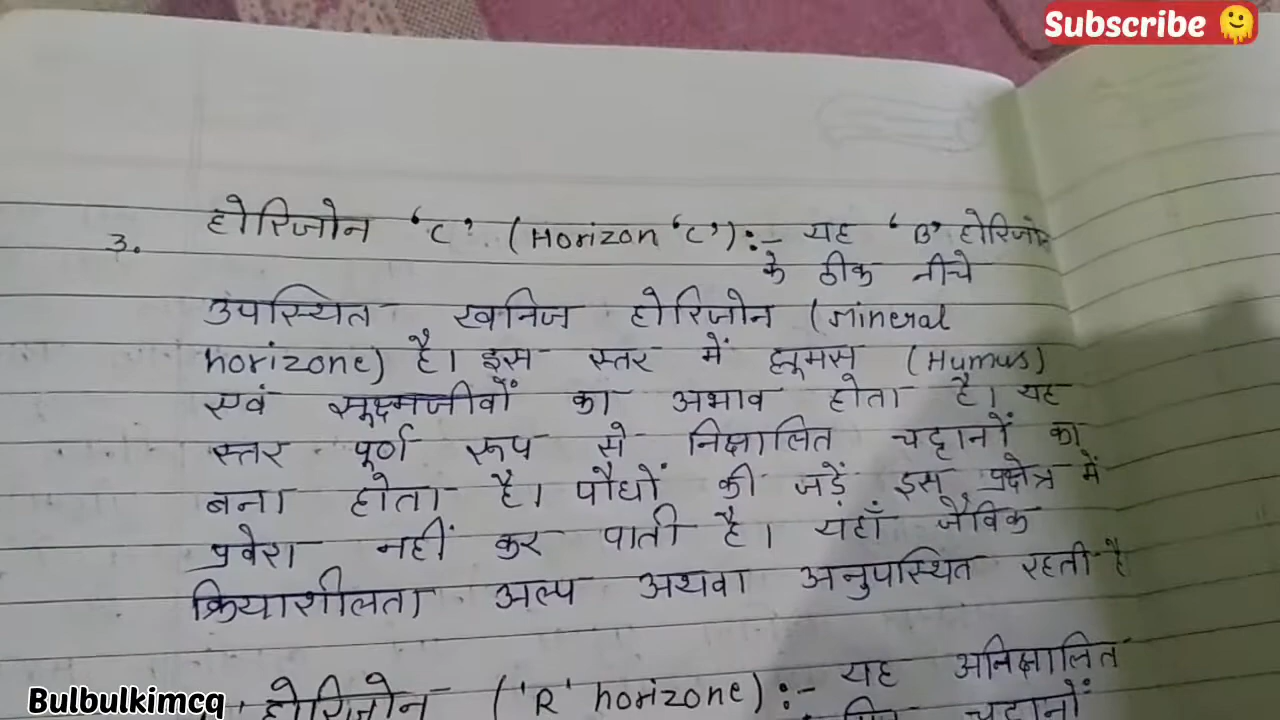 Subscribe
3. होरिजोन 'C' (Horizon 'C') :- यह 'B' होरिजोन
के ठीक नीचे
उपस्थित खनिज होरिजोन (Mineral
horizone) है। इस स्तर में ह्यूमस (Humus)
एवं सूक्ष्मजीवों का अभाव होता है। यह
स्तर पूर्ण रूप से निक्षालित चट्टानों का
बना होता है। पौधों की जड़ें इस प्रक्षेत्र में
प्रवेश नहीं कर पाती है। यहाँ जैविक
क्रियाशीलता अल्प अथवा अनुपस्थित रहती है
होरिजोन ('R' horizone) :- यह अनिक्षालित
चट्टानों
Bulbulkimcq